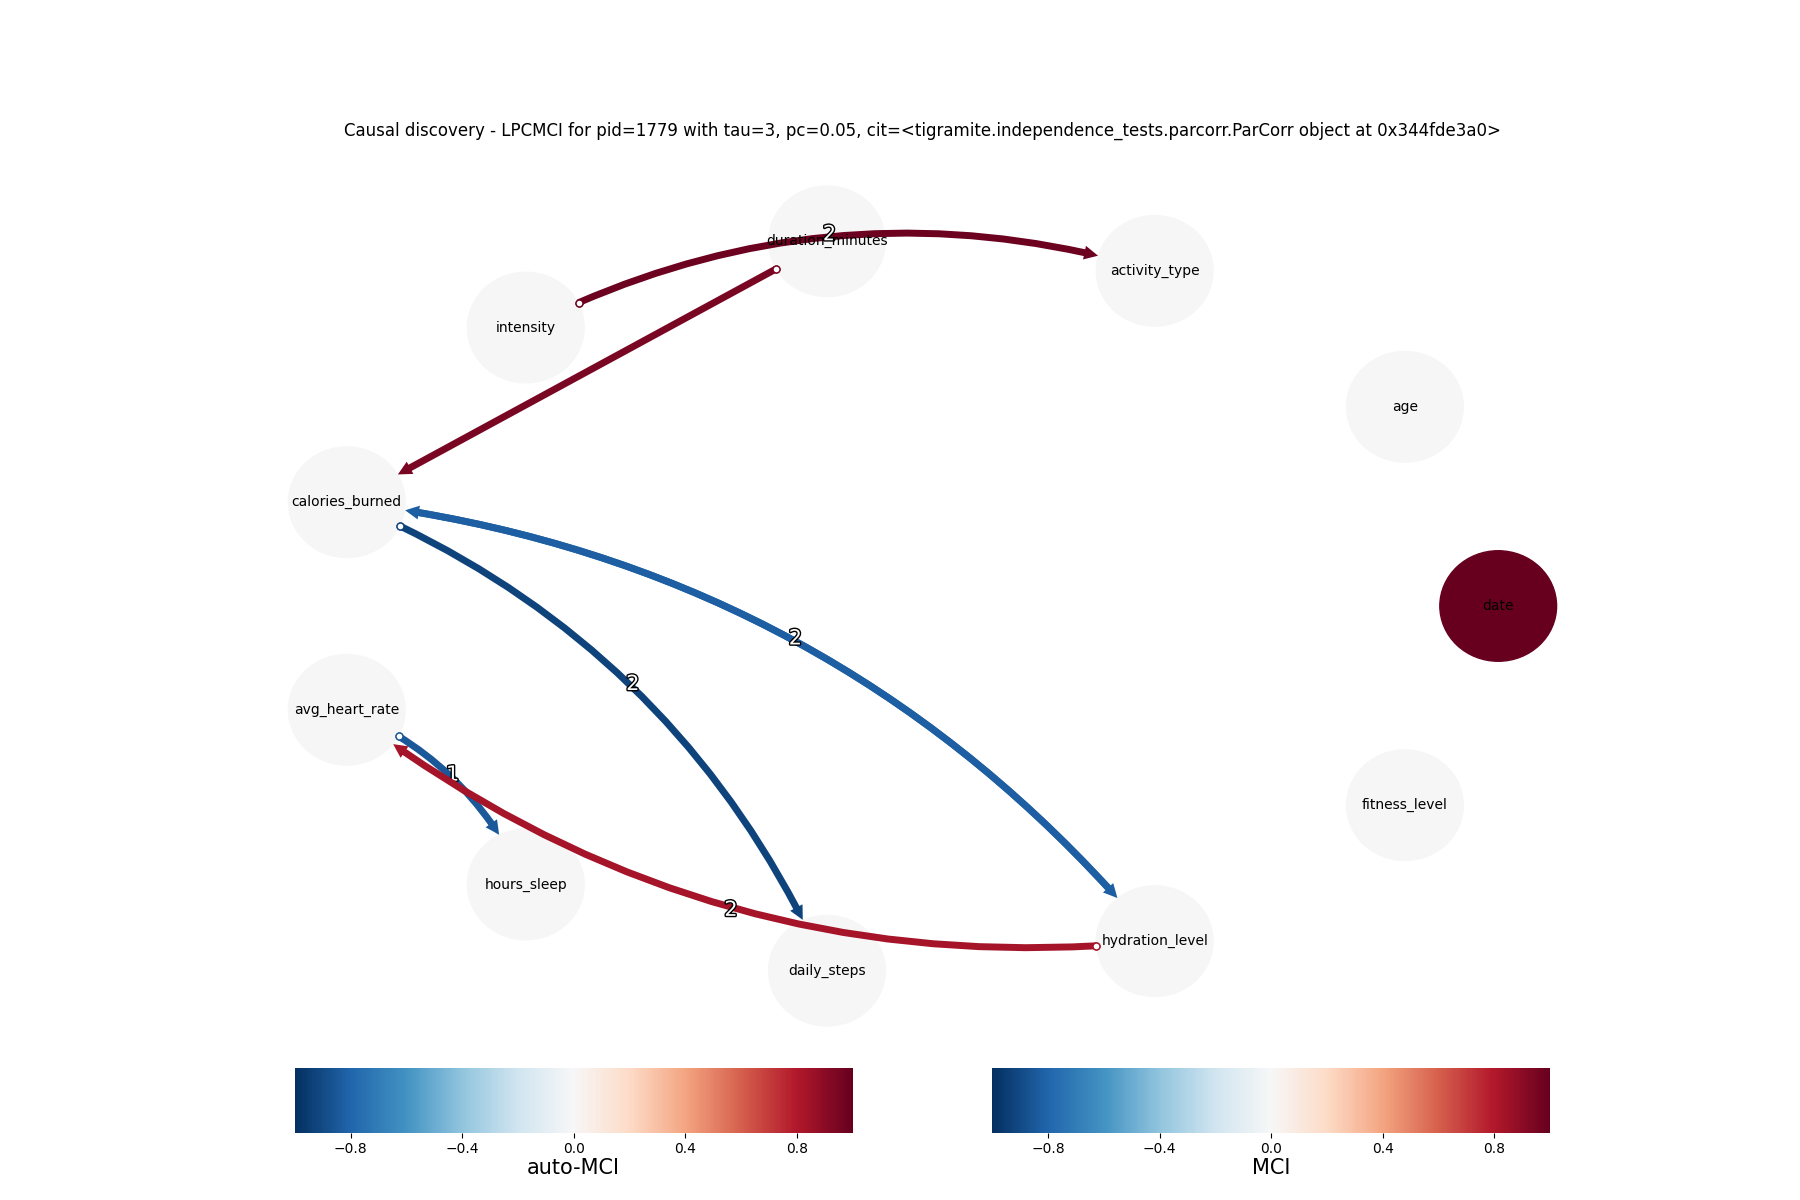 Causal discovery - LPCMCI for pid=1779 with tau=3, pc=0.05, cit=<tigramite.independence_tests.parcorr.ParCorr object at 0x344fde3a0>
2
duration_minutes
activity_type
intensity
age
calories_burned
date
2
2
avg_heart_rate
1
fitness_level
hours_sleep
2
hydration_level
daily_steps
−0.8 −0.4 0.0 0.4 0.8
auto-MCI
−0.8 −0.4 0.0 0.4 0.8
MCI